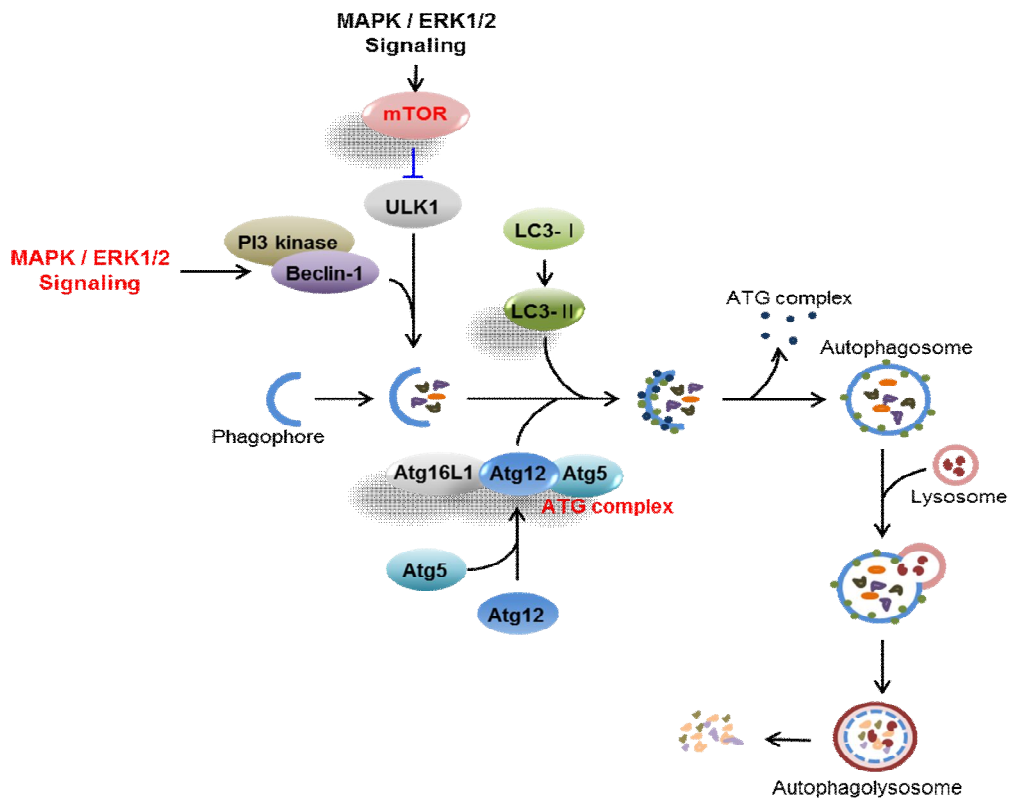 MAPK / ERK1/2
Signaling
mTOR
ULK1
LC3-Ⅰ
PI3 kinase
MAPK / ERK1/2
Signaling
Beclin-1
LC3-Ⅱ
ATG complex
Autophagosome
Phagophore
Atg16L1
Atg12
Atg5
ATG complex
Lysosome
Atg5
Atg12
Autophagolysosome